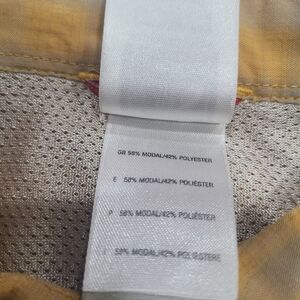 GB 58% MODAL/42% POLYESTER
E 58% MODAL/42% POLIÉSTER
P 58% MODAL/42% POLIÉSTER
I 58% MODAL/42% POLIESTERE